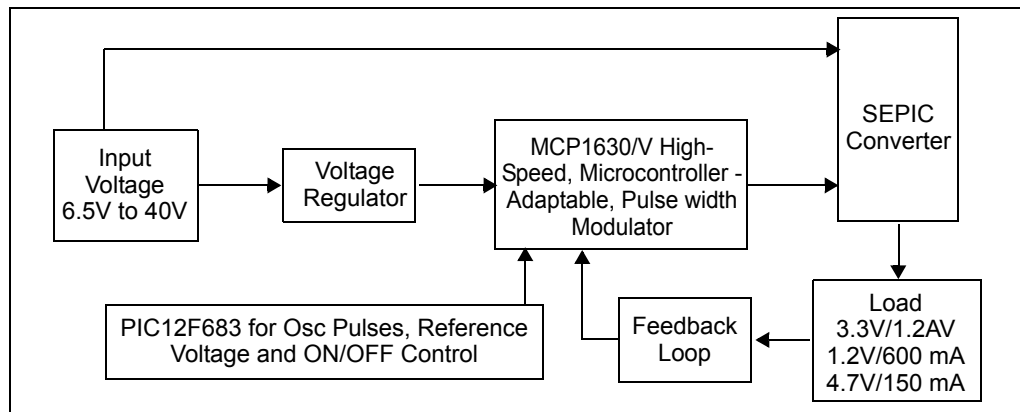 SEPIC
Converter
Input
Voltage
6.5V to 40V
Voltage
Regulator
MCP1630/V High-
Speed, Microcontroller -
Adaptable, Pulse width
Modulator
PIC12F683 for Osc Pulses, Reference
Voltage and ON/OFF Control
Feedback
Loop
Load
3.3V/1.2AV
1.2V/600 mA
4.7V/150 mA